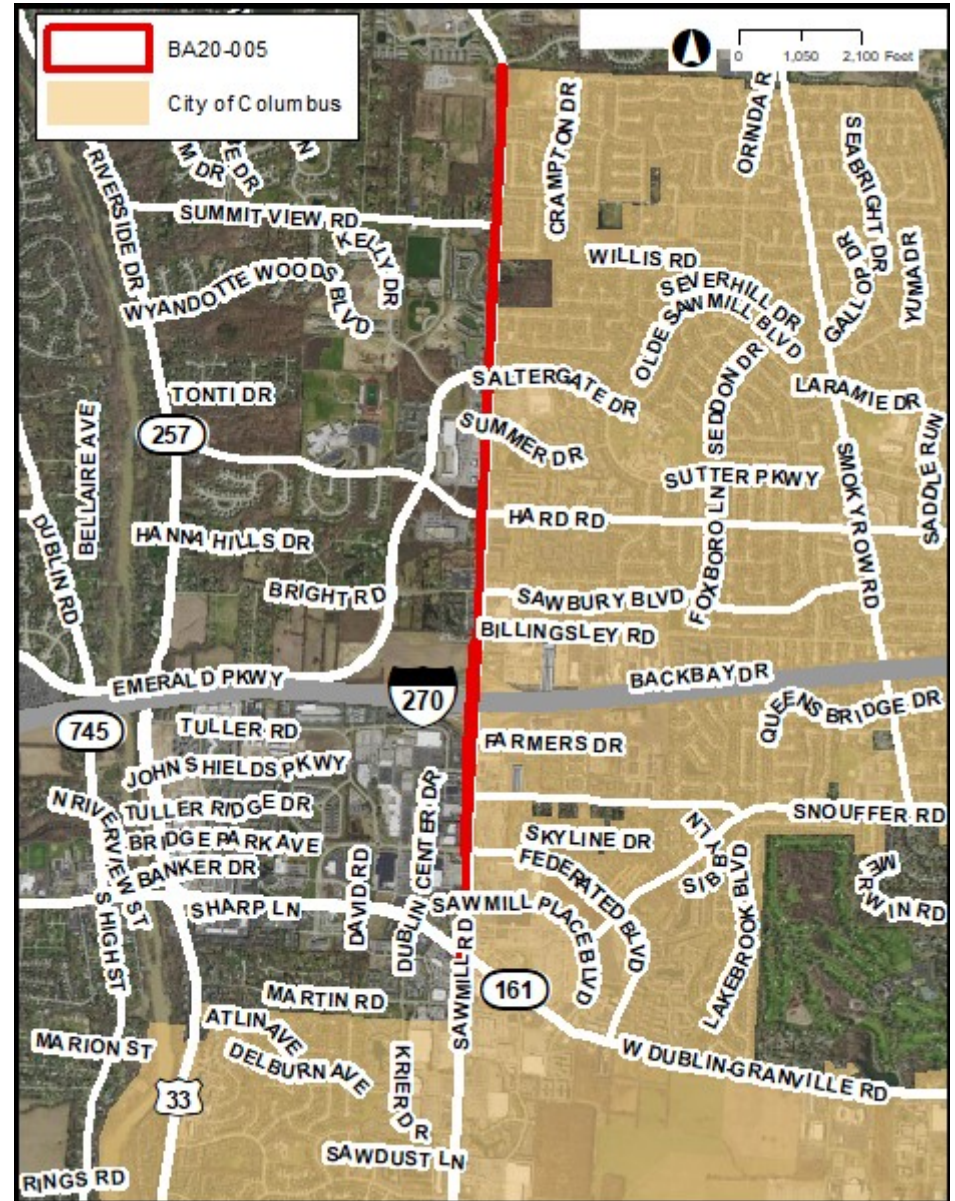 BA20-005
City of Columbus
0 1,050 2,100 Feet
M DR
E DR
N
RIVERSIDE DR
SUMMIT VIEW RD
KELLY DR
WYANDOTTE WOODS BLVD
CRAMPTON DR
ORINDA R
SEABRIGHT DR
WILLIS RD
SEVERHILL DR
OLDE SAWMILL BLVD
GALLOP DR
YUMA DR
TONTI DR
SALTERGATE DR
SEDDON DR
LARAMIE DR
257
BELLAIRE AVE
SUMMER DR
SUTTER PKWY
SMOKY ROW RD
SADDLE RUN
DUBLIN RD
HANNA HILLS DR
HARD RD
FOXBORO LN
BRIGHT RD
SAWBURY BLVD
BILLINGSLEY RD
EMERALD PKWY
270
BACKBAY DR
QUEENSBRIDGE DR
745
TULLER RD
FARMERS DR
JOHN SHIELDS PKWY
N RIVERVIEW ST
TULLER RIDGE DR
DUBLIN CENTER DR
SNOUFFER RD
BRIDGE PARK AVE
SKYLINE DR
SIBBY LN
BANKER DR
FEDERATED BLVD
MERWIN RD
S HIGH ST
SHARP LN
DAVID RD
SAWMILL PLACE BLVD
LAKEBROOK BLVD
SAWMILL RD
161
MARTIN RD
ATLIN AVE
MARION ST
DELBURN AVE
KRIER DR
W DUBLIN-GRANVILLE RD
33
SAWDUST LN
RINGS RD